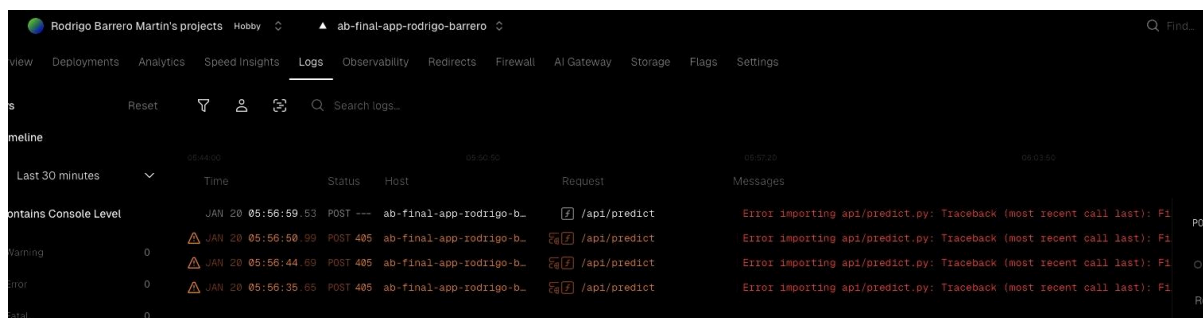 Rodrigo Barrero Martin's projects Hobby ab-final-app-rodrigo-barrero Find...
view Deployments Analytics Speed Insights Logs Observability Redirects Firewall AI Gateway Storage Flags Settings
rs Reset Search logs...
meline
05:44:00 05:50:50 05:57:20 06:03:50
Last 30 minutes
Time Status Host Request Messages
ontains Console Level
JAN 20 05:56:59.53 POST --- ab-final-app-rodrigo-b… /api/predict Error importing api/predict.py: Traceback (most recent call last): Fi
PO
JAN 20 05:56:50.99 POST 405 ab-final-app-rodrigo-b… /api/predict Error importing api/predict.py: Traceback (most recent call last): Fi
Warning 0
JAN 20 05:56:44.69 POST 405 ab-final-app-rodrigo-b… /api/predict Error importing api/predict.py: Traceback (most recent call last): Fi
Error 0
JAN 20 05:56:35.65 POST 405 ab-final-app-rodrigo-b… /api/predict Error importing api/predict.py: Traceback (most recent call last): Fi
Fatal 0